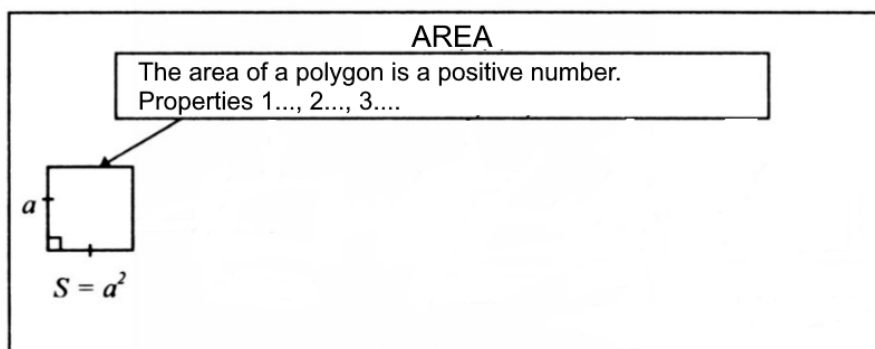 AREA
The area of a polygon is a positive number.
Properties 1..., 2..., 3....
a
S = a²